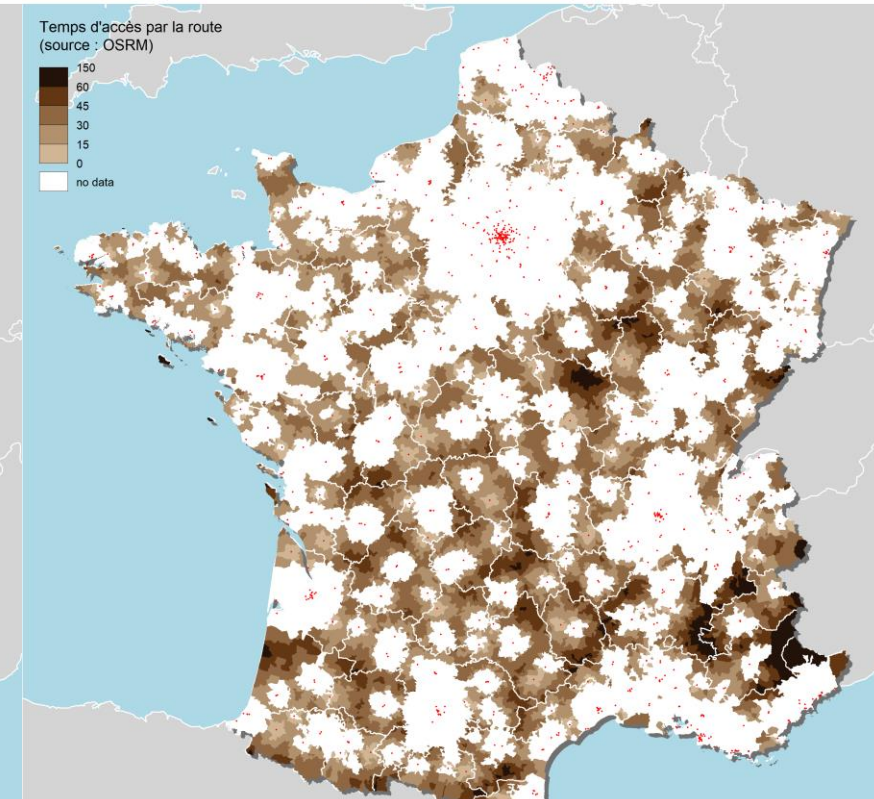 Temps d'accès par la route
(source : OSRM)
150
60
45
30
15
0
no data